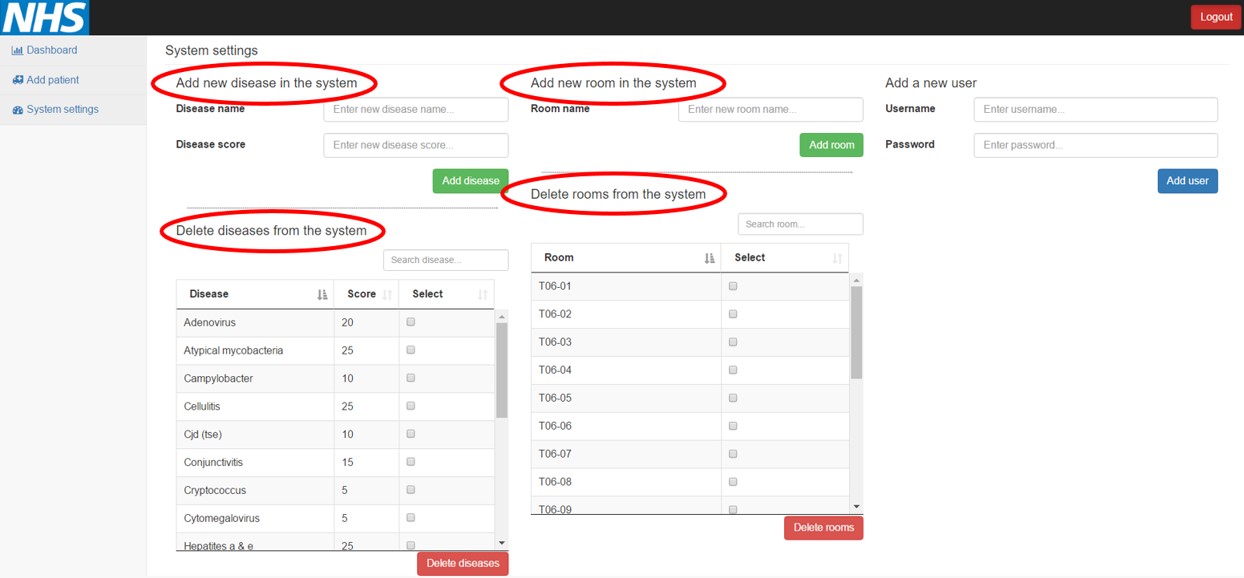 NHS
Logout
Dashboard
Add patient
System settings
System settings
Add new disease in the system
Disease name
Enter new disease name...
Disease score
Enter new disease score...
Add disease
Delete diseases from the system
Search disease...
Disease Score Select
Adenovirus 20
Atypical mycobacteria 25
Campylobacter 10
Cellulitis 25
Cjd (tse) 10
Conjunctivitis 15
Cryptococcus 5
Cytomegalovirus 5
Hepatites a & e 25
Delete diseases
Add new room in the system
Room name
Enter new room name...
Add room
Delete rooms from the system
Search room...
Room Select
T06-01
T06-02
T06-03
T06-04
T06-05
T06-06
T06-07
T06-08
T06-09
Delete rooms
Add a new user
Username
Enter username...
Password
Enter password...
Add user